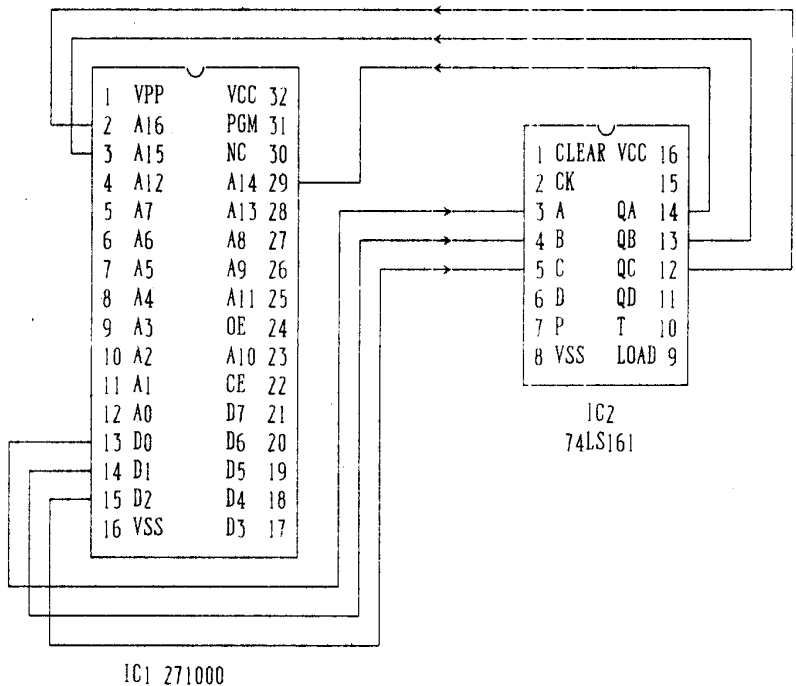 1 VPP VCC 32
2 A16 PGM 31
3 A15 NC 30
4 A12 A14 29
5 A7 A13 28
6 A6 A8 27
7 A5 A9 26
8 A4 A11 25
9 A3 OE 24
10 A2 A10 23
11 A1 CE 22
12 A0 D7 21
13 D0 D6 20
14 D1 D5 19
15 D2 D4 18
16 VSS D3 17
IC1 271000
1 CLEAR VCC 16
2 CK 15
3 A QA 14
4 B QB 13
5 C QC 12
6 D QD 11
7 P T 10
8 VSS LOAD 9
IC2
74LS161